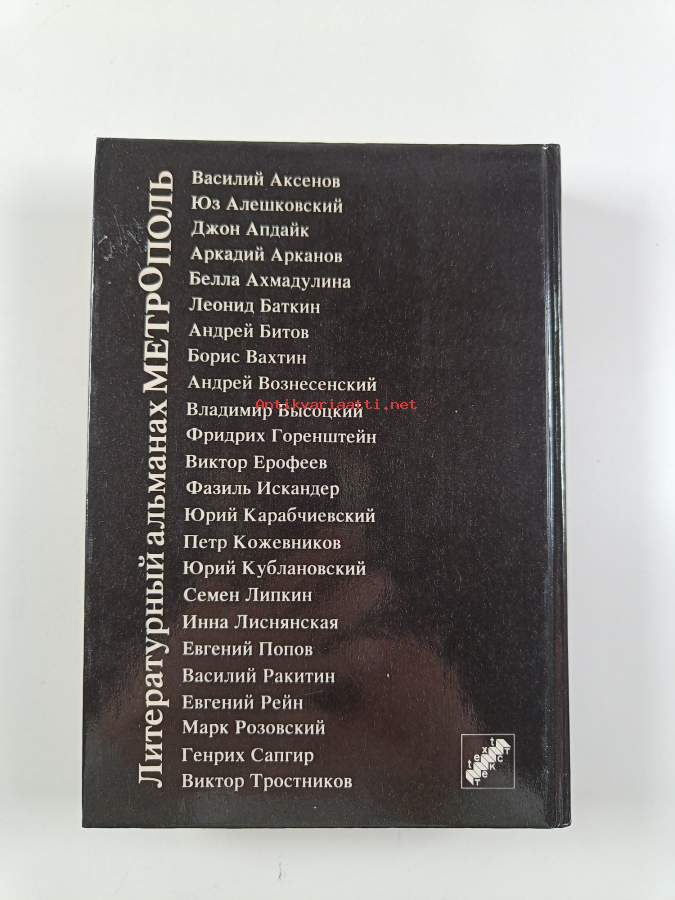 Литературный альманах МЕТРОПОЛЬ
Василий Аксенов
Юз Алешковский
Джон Апдайк
Аркадий Арканов
Белла Ахмадулина
Леонид Баткин
Андрей Битов
Борис Вахтин
Андрей Вознесенский
Владимир Высоцкий
Antikvariaatti.net
Фридрих Горенштейн
Виктор Ерофеев
Фазиль Искандер
Юрий Карабчиевский
Петр Кожевников
Юрий Кублановский
Семен Липкин
Инна Лиснянская
Евгений Попов
Василий Ракитин
Евгений Рейн
Марк Розовский
Генрих Сапгир
Виктор Тростников
text
текст